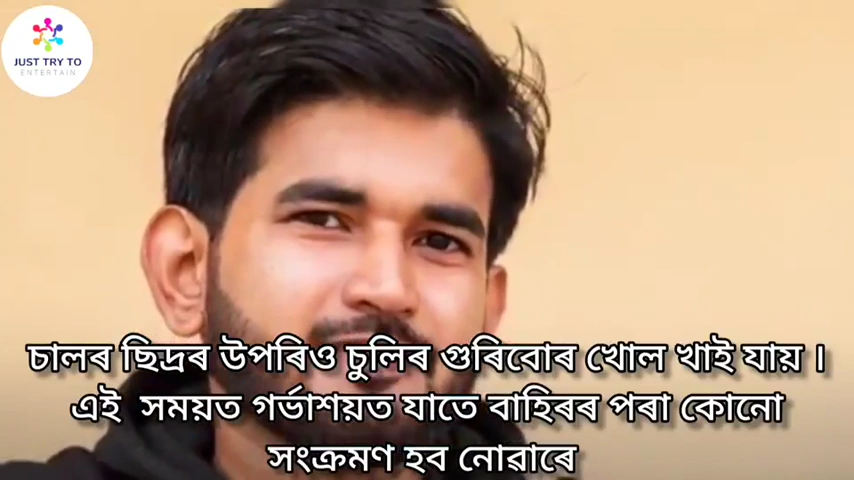 JUST TRY TO
ENTERTAIN
চালৰ ছিদ্ৰৰ উপৰিও চুলিৰ গুৰিবোৰ খোল খাই যায় ।
এই সময়ত গৰ্ভাশয়ত যাতে বাহিৰৰ পৰা কোনো
সংক্ৰমণ হব নোৱাৰে